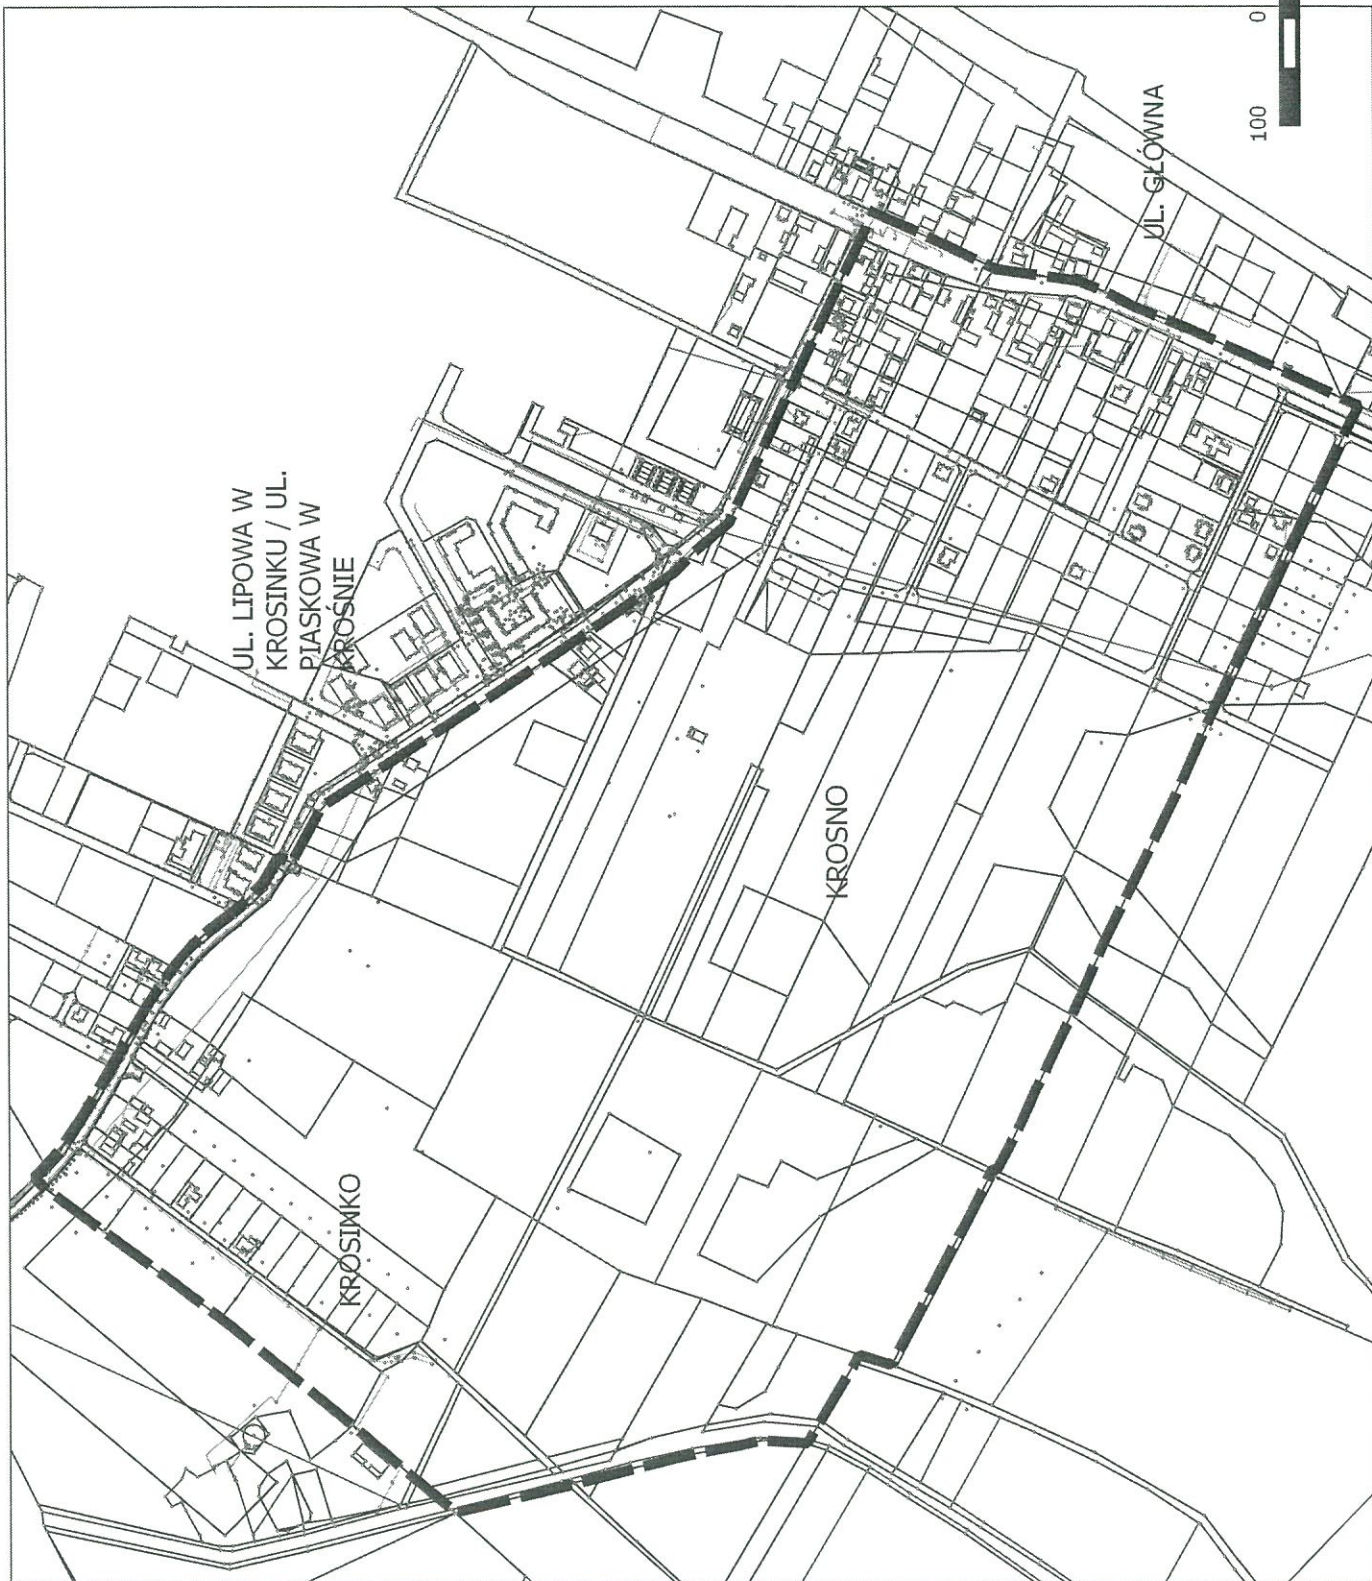 100 0
UL. GŁÓWNA
UL. LIPOWA W
KROSINKU / UL.
PIASKOWA W
KROŚNIE
KROSNO
KROSINKO